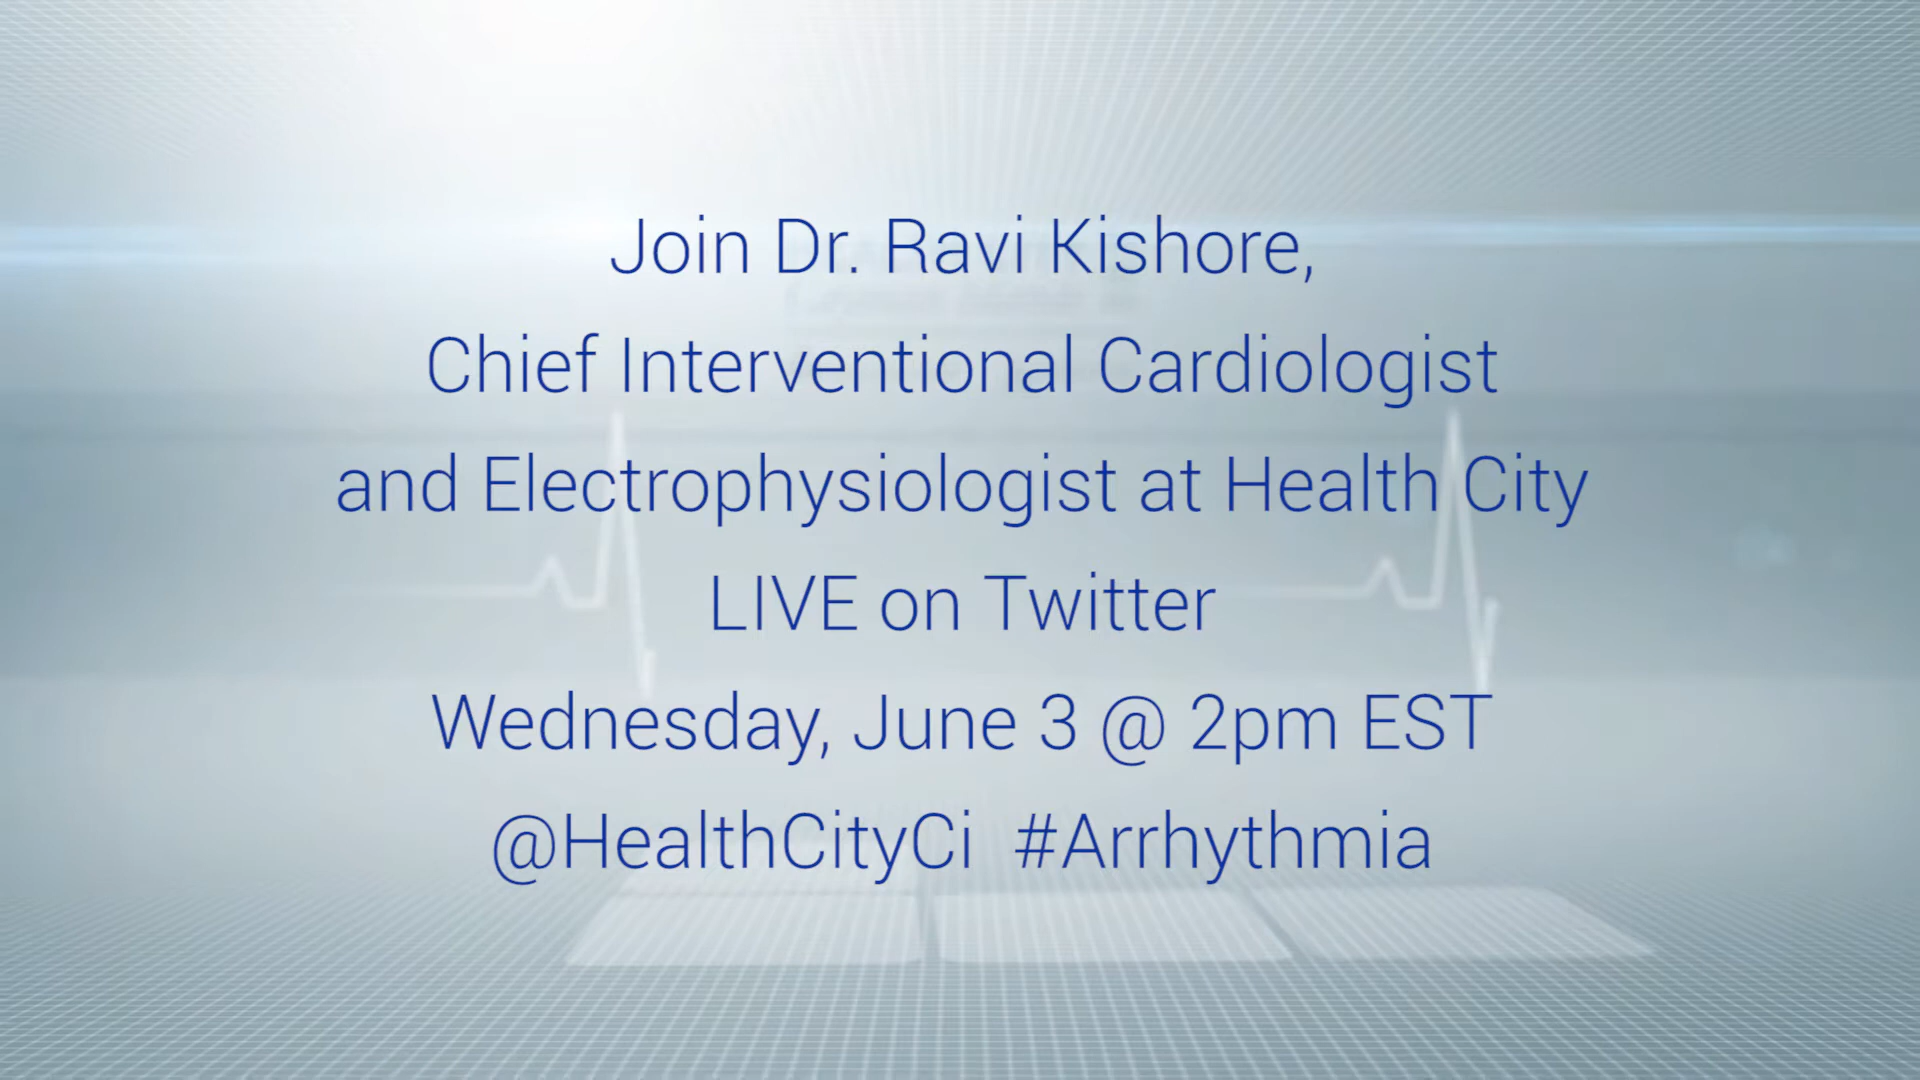 Join Dr. Ravi Kishore,
Chief Interventional Cardiologist
and Electrophysiologist at Health City
LIVE on Twitter
Wednesday, June 3 @ 2pm EST
@HealthCityCi #Arrhythmia